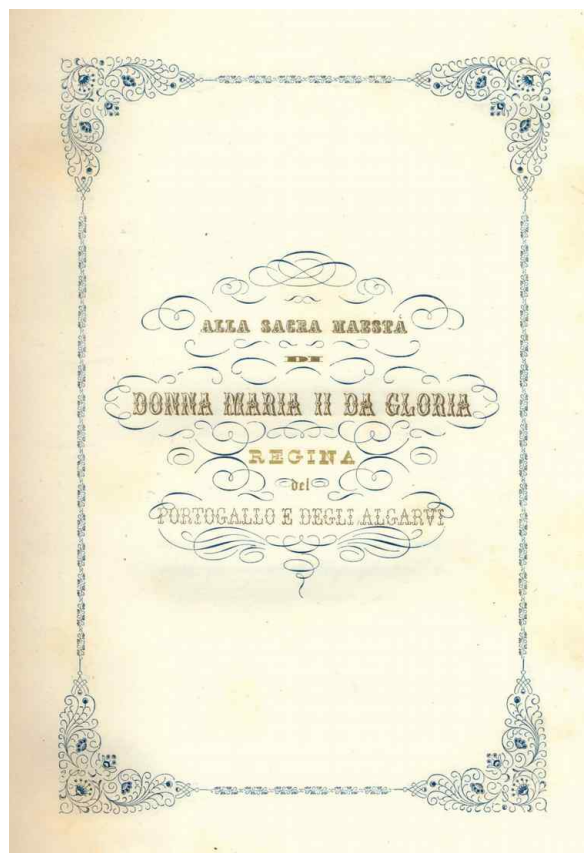 ALLA SACRA MAESTÀ
DI
DONNA MARIA II DA GLORIA
REGINA
del
PORTOGALLO E DEGLI ALGARVI